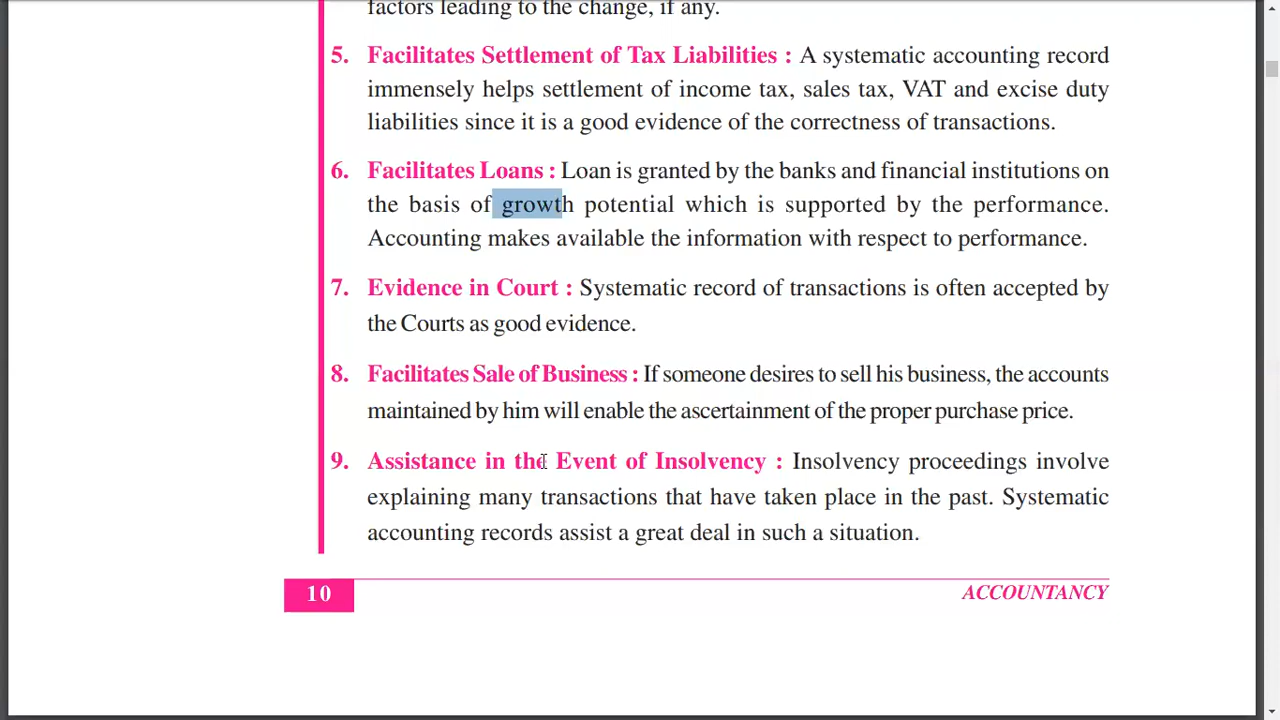 factors leading to the change, if any.
5. Facilitates Settlement of Tax Liabilities : A systematic accounting record
immensely helps settlement of income tax, sales tax, VAT and excise duty
liabilities since it is a good evidence of the correctness of transactions.
6. Facilitates Loans : Loan is granted by the banks and financial institutions on
the basis of growth potential which is supported by the performance.
Accounting makes available the information with respect to performance.
7. Evidence in Court : Systematic record of transactions is often accepted by
the Courts as good evidence.
8. Facilitates Sale of Business : If someone desires to sell his business, the accounts
maintained by him will enable the ascertainment of the proper purchase price.
9. Assistance in the Event of Insolvency : Insolvency proceedings involve
explaining many transactions that have taken place in the past. Systematic
accounting records assist a great deal in such a situation.
10 ACCOUNTANCY